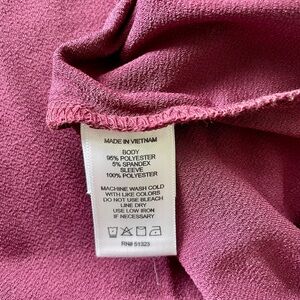 MADE IN VIETNAM
BODY
95% POLYESTER
5% SPANDEX
SLEEVE
100% POLYESTER
MACHINE WASH COLD
WITH LIKE COLORS
DO NOT USE BLEACH
LINE DRY
USE LOW IRON
IF NECESSARY
RN# 51323